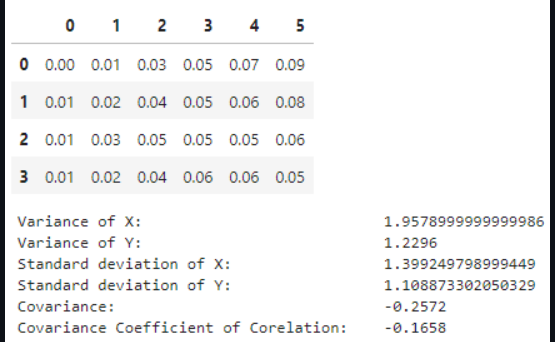 0 1 2 3 4 5
0 0.00 0.01 0.03 0.05 0.07 0.09
1 0.01 0.02 0.04 0.05 0.06 0.08
2 0.01 0.03 0.05 0.05 0.05 0.06
3 0.01 0.02 0.04 0.06 0.06 0.05
Variance of X: 1.9578999999999986
Variance of Y: 1.2296
Standard deviation of X: 1.399249798999449
Standard deviation of Y: 1.108873302050329
Covariance: -0.2572
Covariance Coefficient of Corelation: -0.1658